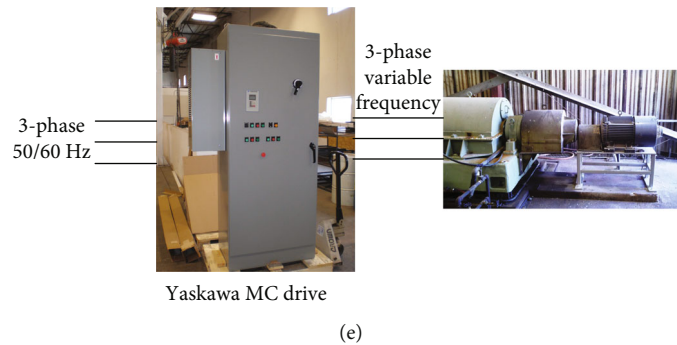 3-phase
50/60 Hz
3-phase
variable
frequency
Yaskawa MC drive
(e)